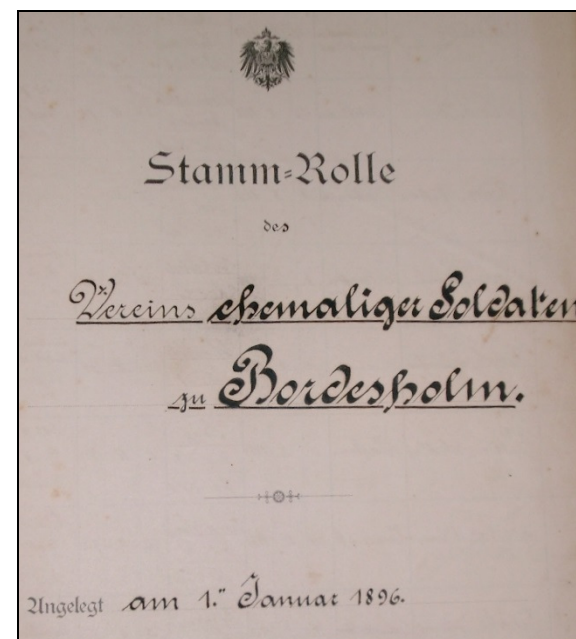 Stamm-Rolle
des
Vereins ehemaliger Soldaten
zu Bordesholm.
Angelegt am 1. Januar 1896.